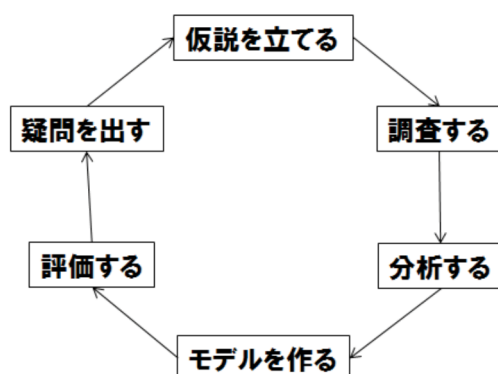 仮説を立てる
調査する
分析する
モデルを作る
評価する
疑問を出す